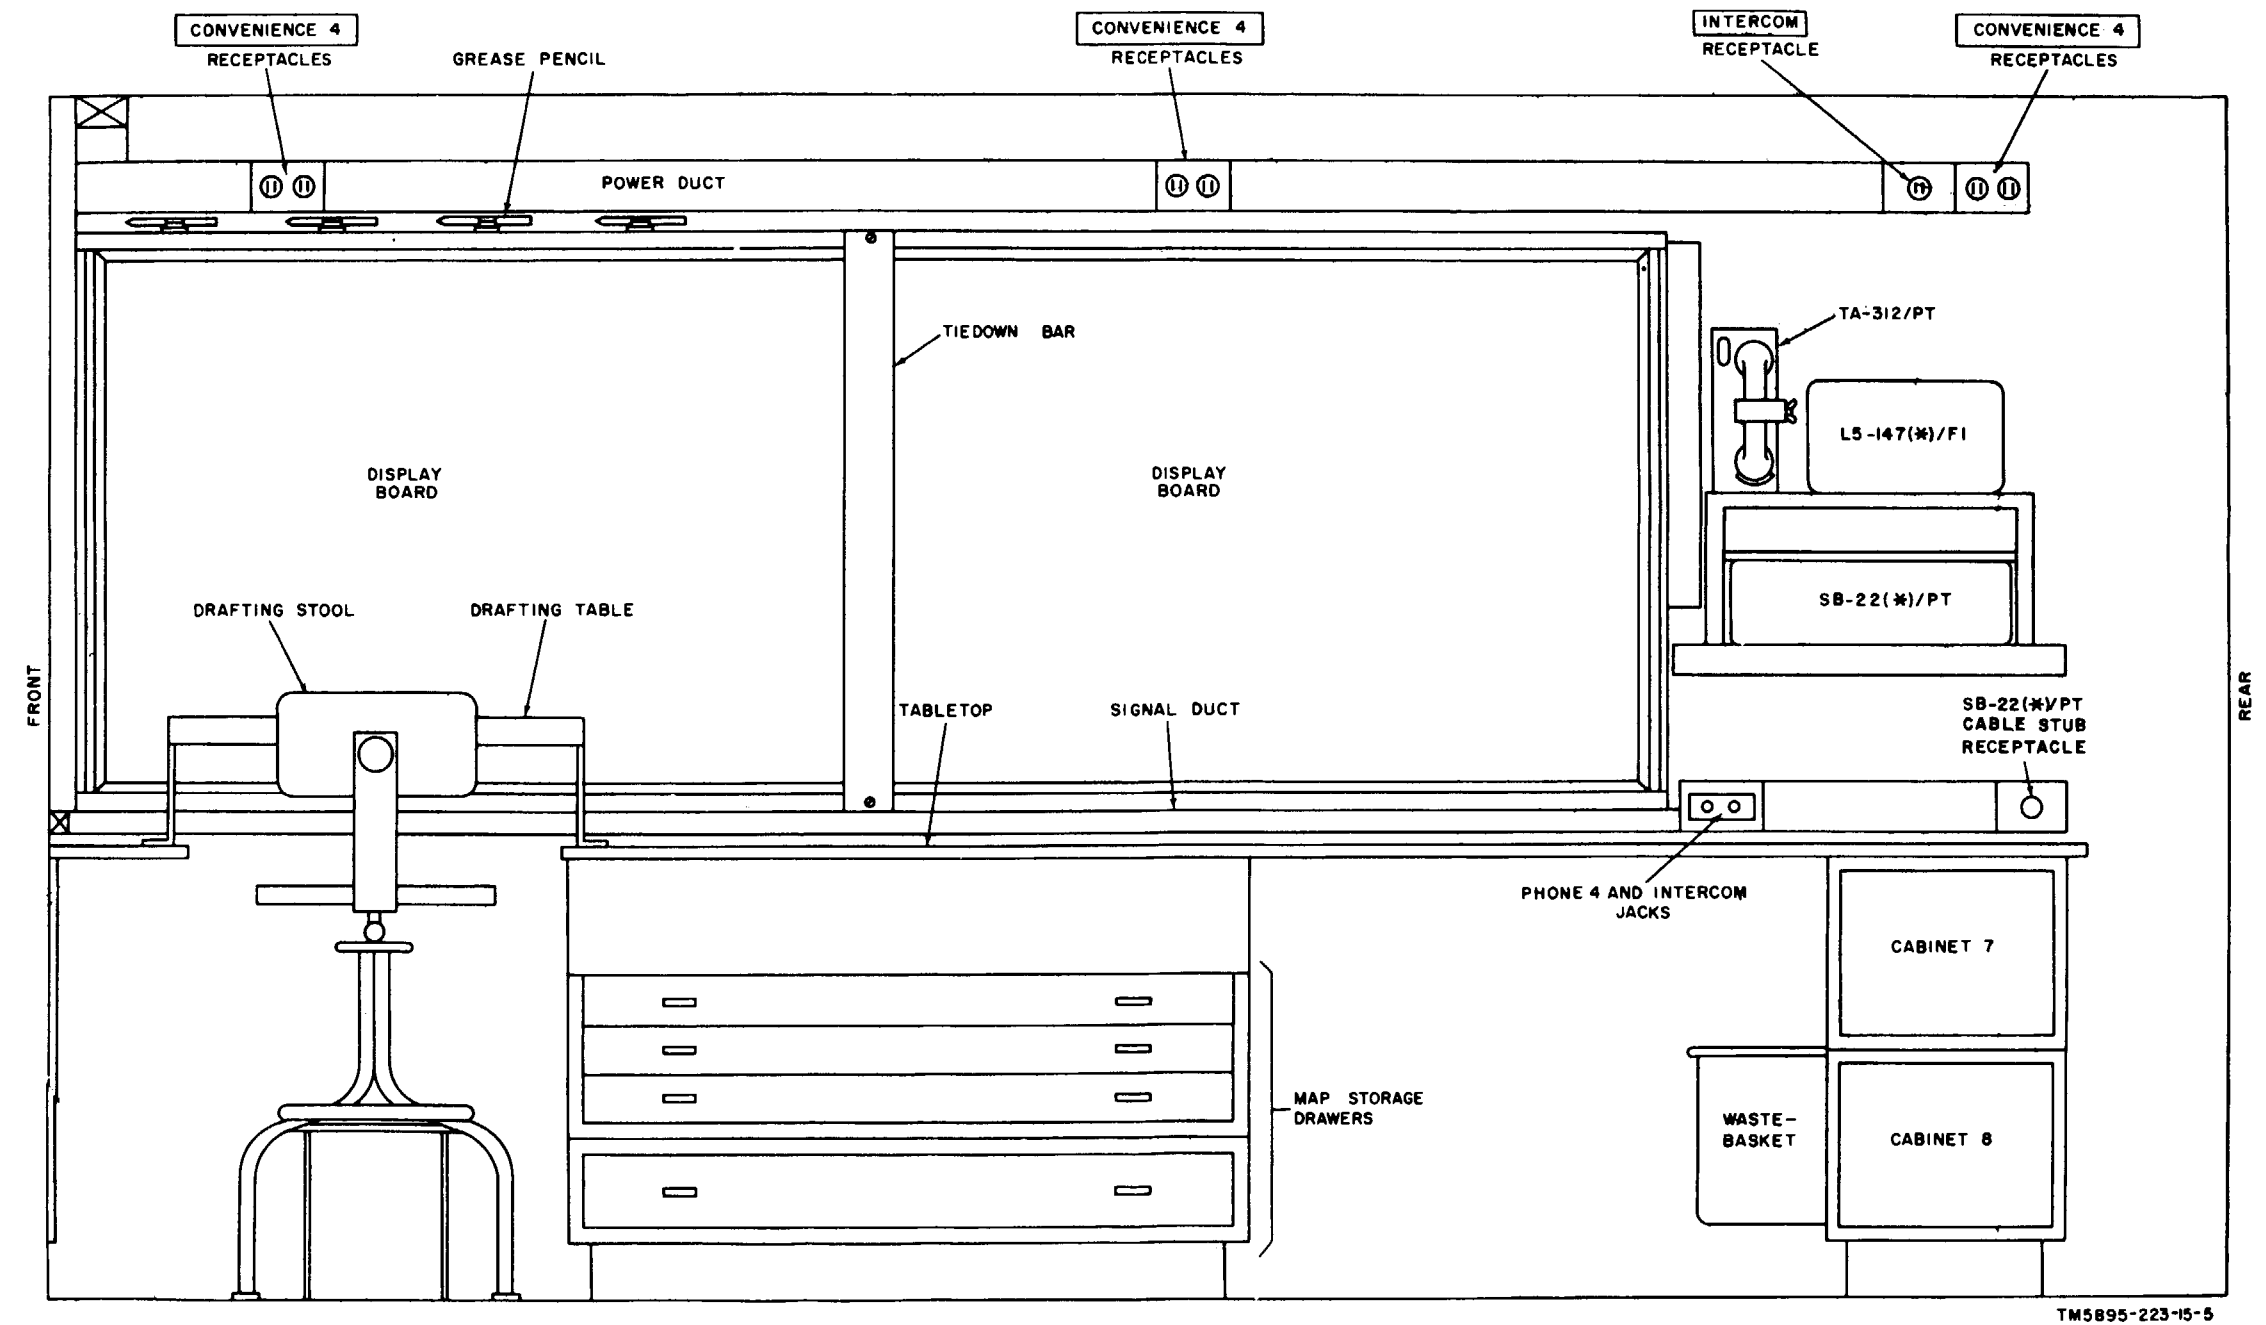 CONVENIENCE 4
RECEPTACLES
GREASE PENCIL
CONVENIENCE 4
RECEPTACLES
INTERCOM
RECEPTACLE
CONVENIENCE 4
RECEPTACLES
POWER DUCT
TIEDOWN BAR
TA-312/PT
LS-147(*)/FI
DISPLAY
BOARD
DISPLAY
BOARD
SB-22(*)/PT
DRAFTING STOOL
DRAFTING TABLE
FRONT
REAR
TABLETOP
SIGNAL DUCT
SB-22(*)/PT
CABLE STUB
RECEPTACLE
PHONE 4 AND INTERCOM
JACKS
CABINET 7
MAP STORAGE
DRAWERS
WASTE-
BASKET
CABINET 8
TM5895-223-15-5